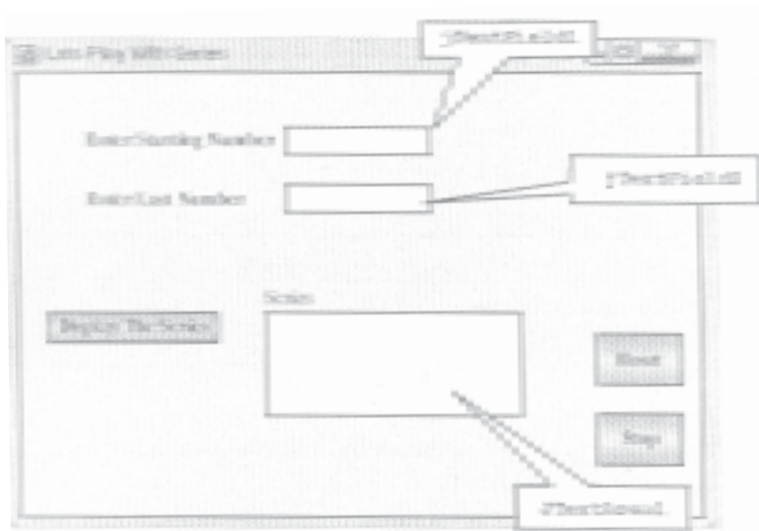 jTextField1
Lets Play With Series
Enter Starting Number
Enter Last Number
jTextField2
Series
Display The Series
Reset
Stop
jTextArea1